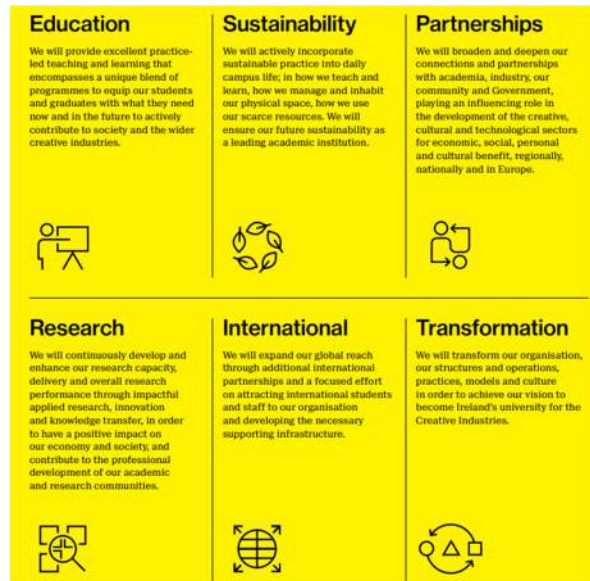 Education
We will provide excellent practice-
led teaching and learning that
encompasses a unique blend of
programmes to equip our students
and graduates with what they need
now and in the future to actively
contribute to society and the wider
creative industries.
Sustainability
We will actively incorporate
sustainable practice into daily
campus life; in how we teach and
learn, how we manage and inhabit
our physical space, how we use
our scarce resources. We will
ensure our future sustainability as
a leading academic institution.
Partnerships
We will broaden and deepen our
connections and partnerships
with academia, industry, our
community and Government,
playing an influencing role in
the development of the creative,
cultural and technological sectors
for economic, social, personal
and cultural benefit, regionally,
nationally and in Europe.
Research
We will continuously develop and
enhance our research capacity,
delivery and overall research
performance through impactful
applied research, innovation
and knowledge transfer, in order
to have a positive impact on
our economy and society, and
contribute to the professional
development of our academic
and research communities.
International
We will expand our global reach
through additional international
partnerships and a focused effort
on attracting international students
and staff to our organisation
and developing the necessary
supporting infrastructure.
Transformation
We will transform our organisation,
our structures and operations,
practices, models and culture
in order to achieve our vision to
become Ireland's university for the
Creative Industries.